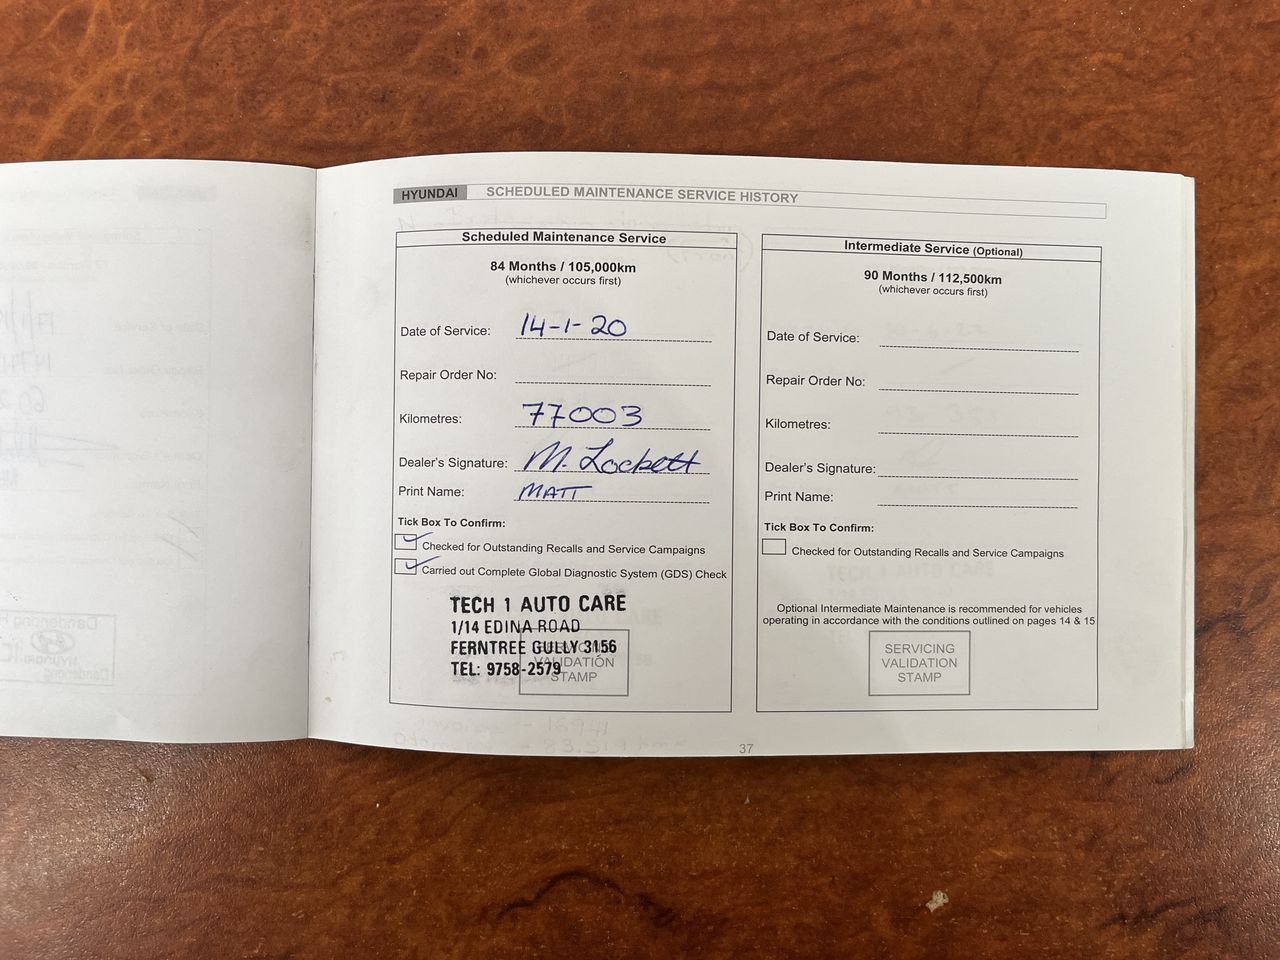 HYUNDAI SCHEDULED MAINTENANCE SERVICE HISTORY
Scheduled Maintenance Service
84 Months / 105,000km
(whichever occurs first)
Date of Service: 14-1-20
Repair Order No:
Kilometres: 77003
Dealer's Signature: M. Lockett
Print Name: MATT
Tick Box To Confirm:
Checked for Outstanding Recalls and Service Campaigns
Carried out Complete Global Diagnostic System (GDS) Check
TECH 1 AUTO CARE
1/14 EDINA ROAD
FERNTREE GULLY 3156
TEL: 9758-2579
SERVICING
VALIDATION
STAMP
Intermediate Service (Optional)
90 Months / 112,500km
(whichever occurs first)
Date of Service:
Repair Order No:
Kilometres:
Dealer's Signature:
Print Name:
Tick Box To Confirm:
Checked for Outstanding Recalls and Service Campaigns
Optional Intermediate Maintenance is recommended for vehicles
operating in accordance with the conditions outlined on pages 14 & 15
SERVICING
VALIDATION
STAMP
37